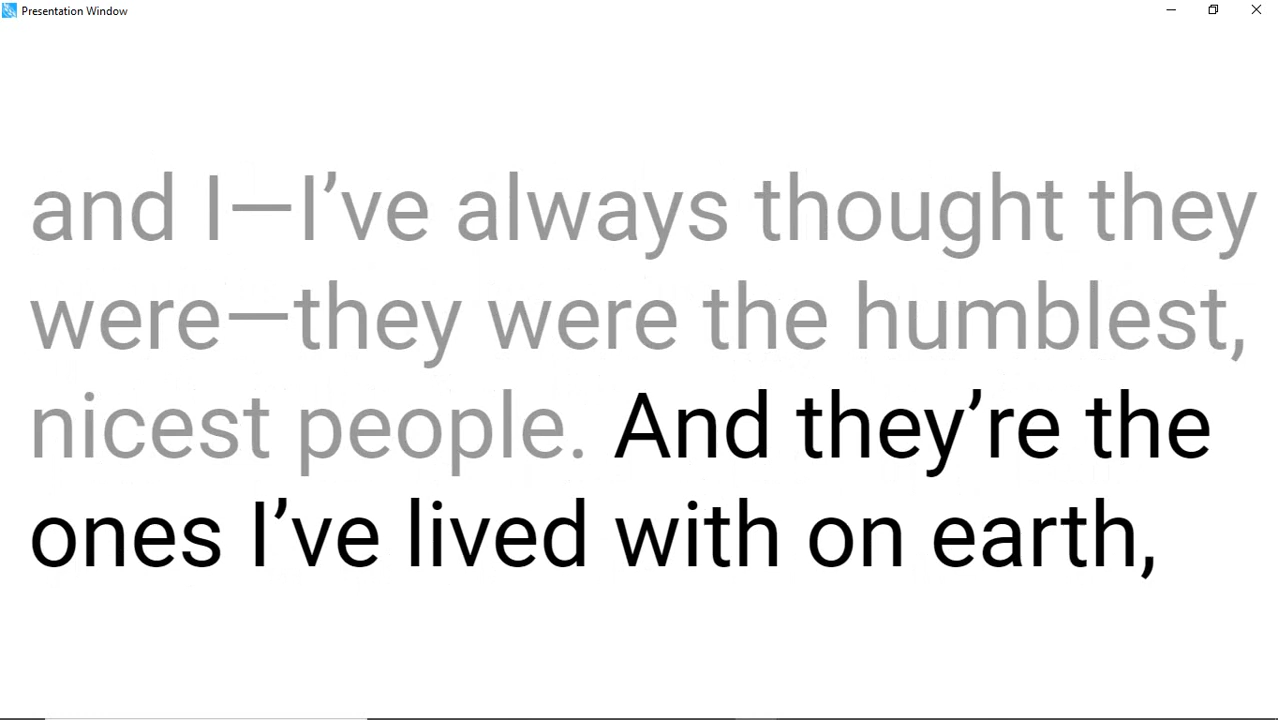 Presentation Window
and I—I’ve always thought they
were—they were the humblest,
nicest people. And they’re the
ones I’ve lived with on earth,